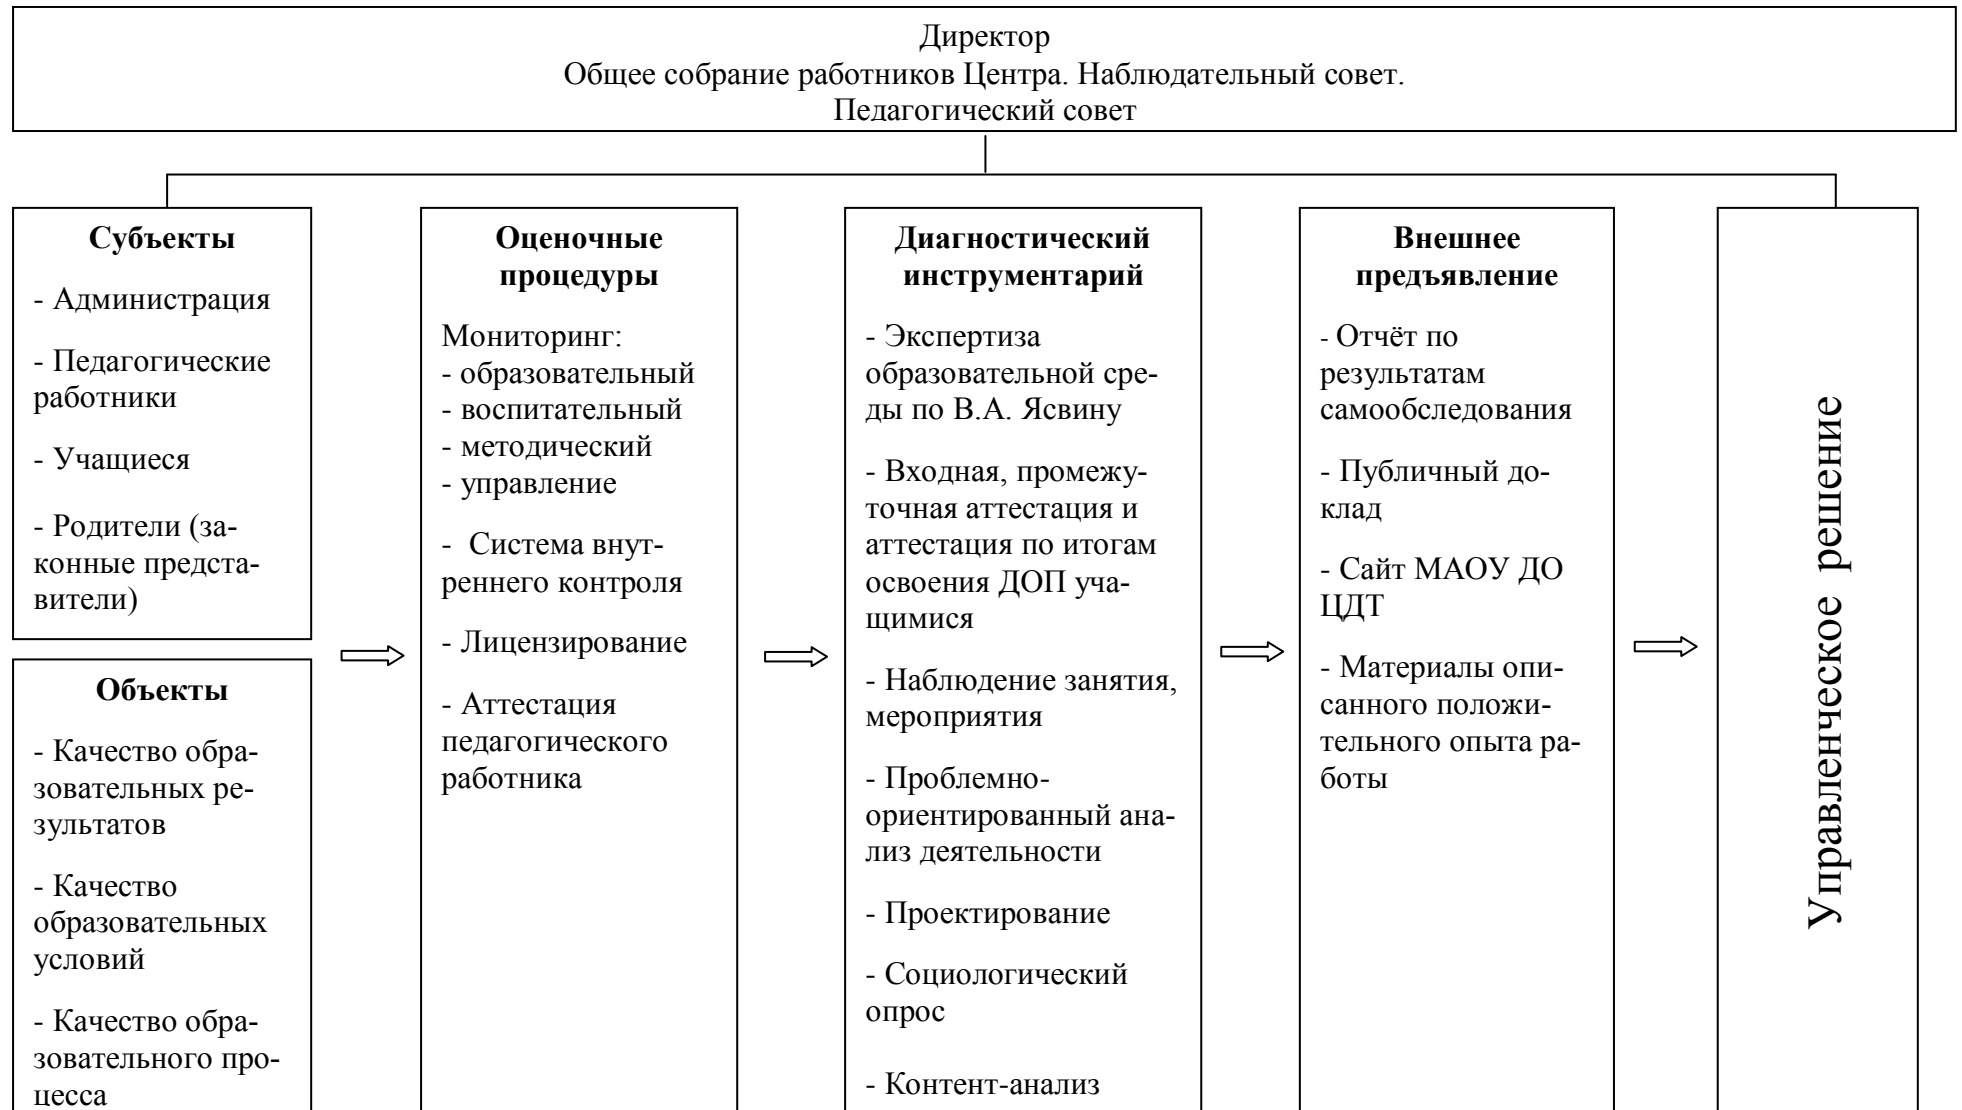 Директор
Общее собрание работников Центра. Наблюдательный совет.
Педагогический совет
Субъекты
- Администрация
- Педагогические
работники
- Учащиеся
- Родители (за-
конные предста-
вители)
Объекты
- Качество обра-
зовательных ре-
зультатов
- Качество
образовательных
условий
- Качество обра-
зовательного про-
цесса
Оценочные
процедуры
Мониторинг:
- образовательный
- воспитательный
- методический
- управление
- Система внут-
реннего контроля
- Лицензирование
- Аттестация
педагогического
работника
Диагностический
инструментарий
- Экспертиза
образовательной сре-
ды по В.А. Ясвину
- Входная, промежу-
точная аттестация и
аттестация по итогам
освоения ДОП уча-
щимися
- Наблюдение занятия,
мероприятия
- Проблемно-
ориентированный ана-
лиз деятельности
- Проектирование
- Социологический
опрос
- Контент-анализ
Внешнее
предъявление
- Отчёт по
результатам
самообследования
- Публичный до-
клад
- Сайт МАОУ ДО
ЦДТ
- Материалы опи-
санного положи-
тельного опыта ра-
боты
Управленческое решение